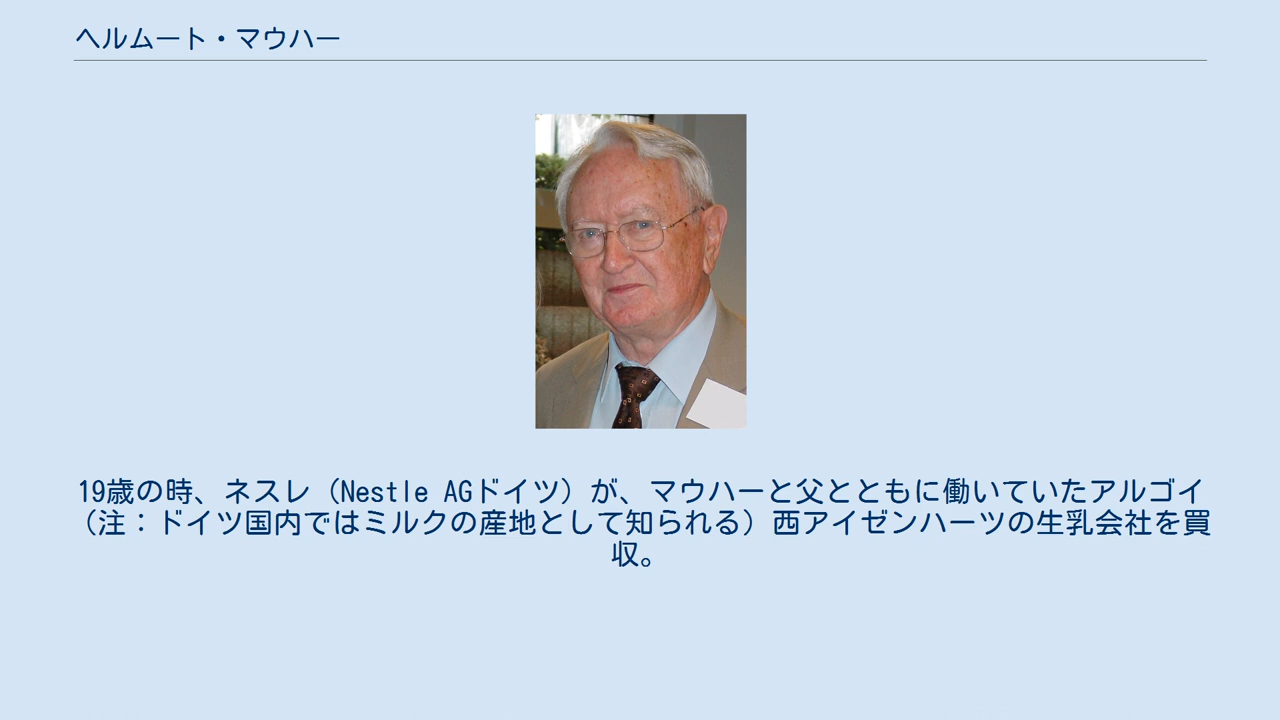 ヘルムート・マウハー
19歳の時、ネスレ（Nestle AGドイツ）が、マウハーと父とともに働いていたアルゴイ
（注：ドイツ国内ではミルクの産地として知られる）西アイゼンハーツの生乳会社を買
収。